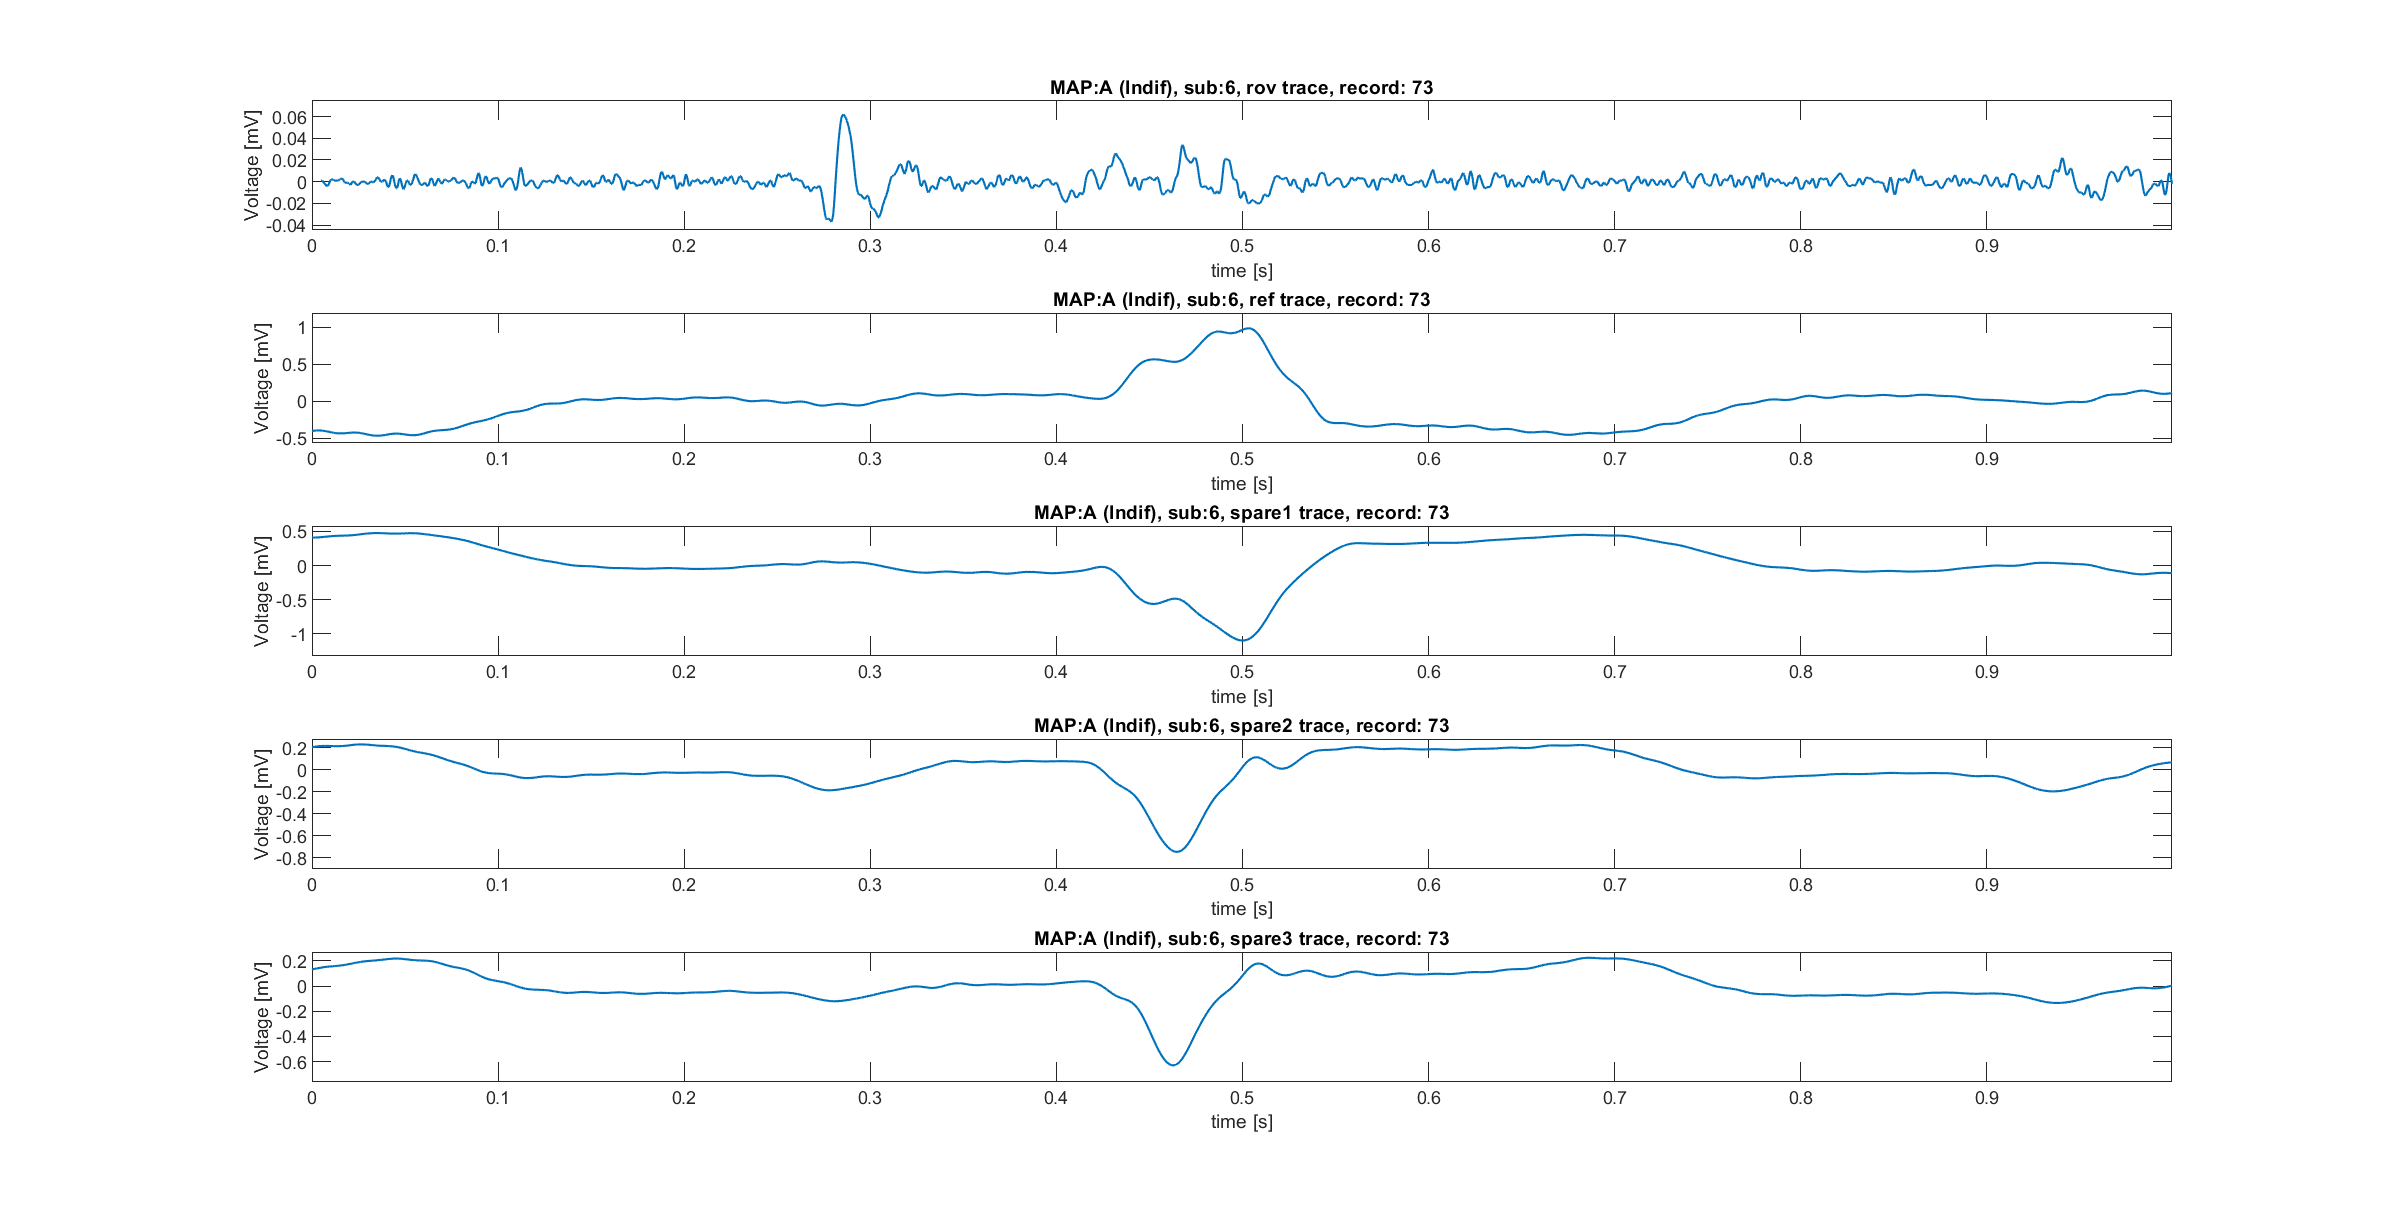 MAP:A (Indif), sub:6, rov trace, record: 73
Voltage [mV]
0.06
0.04
0.02
0
-0.02
-0.04
0 0.1 0.2 0.3 0.4 0.5 0.6 0.7 0.8 0.9
time [s]
MAP:A (Indif), sub:6, ref trace, record: 73
Voltage [mV]
1
0.5
0
-0.5
0 0.1 0.2 0.3 0.4 0.5 0.6 0.7 0.8 0.9
time [s]
MAP:A (Indif), sub:6, spare1 trace, record: 73
Voltage [mV]
0.5
0
-0.5
-1
0 0.1 0.2 0.3 0.4 0.5 0.6 0.7 0.8 0.9
time [s]
MAP:A (Indif), sub:6, spare2 trace, record: 73
Voltage [mV]
0.2
0
-0.2
-0.4
-0.6
-0.8
0 0.1 0.2 0.3 0.4 0.5 0.6 0.7 0.8 0.9
time [s]
MAP:A (Indif), sub:6, spare3 trace, record: 73
Voltage [mV]
0.2
0
-0.2
-0.4
-0.6
0 0.1 0.2 0.3 0.4 0.5 0.6 0.7 0.8 0.9
time [s]